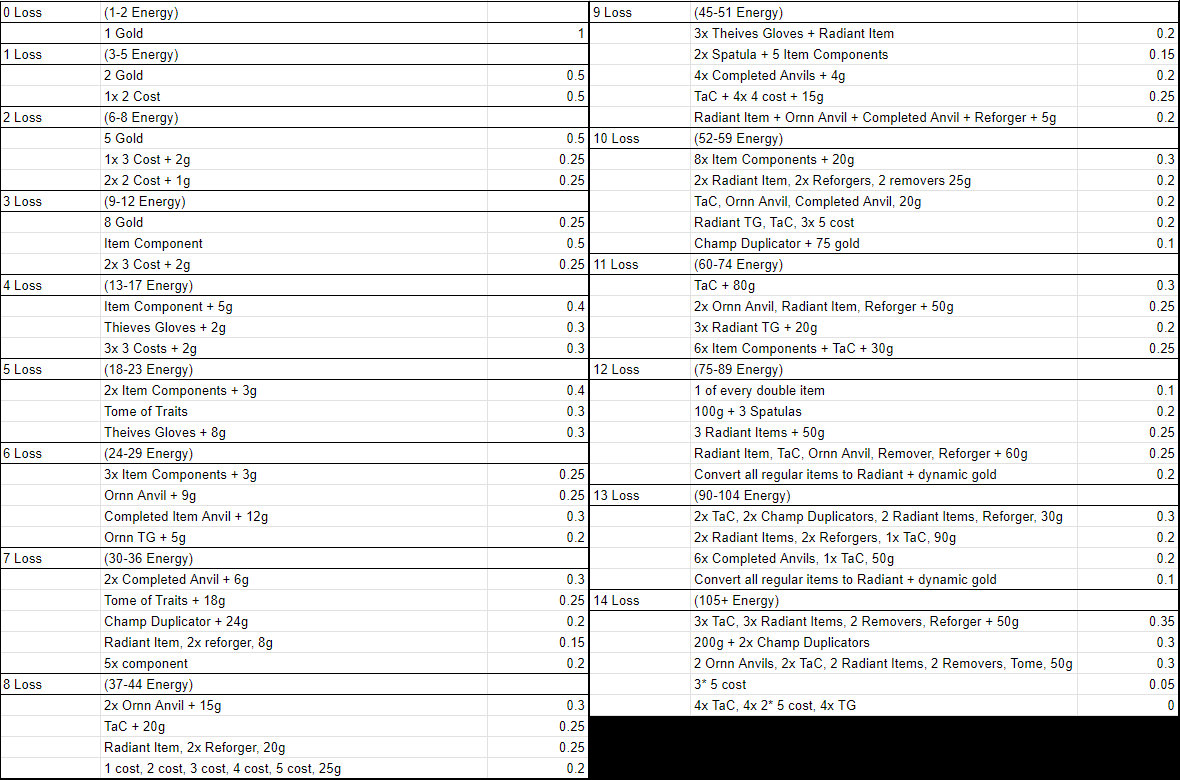 0 Loss (1-2 Energy)
1 Gold 1
1 Loss (3-5 Energy)
2 Gold 0.5
1x 2 Cost 0.5
2 Loss (6-8 Energy)
5 Gold 0.5
1x 3 Cost + 2g 0.25
2x 2 Cost + 1g 0.25
3 Loss (9-12 Energy)
8 Gold 0.25
Item Component 0.5
2x 3 Cost + 2g 0.25
4 Loss (13-17 Energy)
Item Component + 5g 0.4
Thieves Gloves + 2g 0.3
3x 3 Costs + 2g 0.3
5 Loss (18-23 Energy)
2x Item Components + 3g 0.4
Tome of Traits 0.3
Theives Gloves + 8g 0.3
6 Loss (24-29 Energy)
3x Item Components + 3g 0.25
Ornn Anvil + 9g 0.25
Completed Item Anvil + 12g 0.3
Ornn TG + 5g 0.2
7 Loss (30-36 Energy)
2x Completed Anvil + 6g 0.3
Tome of Traits + 18g 0.25
Champ Duplicator + 24g 0.2
Radiant Item, 2x reforger, 8g 0.15
5x component 0.2
8 Loss (37-44 Energy)
2x Ornn Anvil + 15g 0.3
TaC + 20g 0.25
Radiant Item, 2x Reforger, 20g 0.25
1 cost, 2 cost, 3 cost, 4 cost, 5 cost, 25g 0.2
9 Loss (45-51 Energy)
3x Theives Gloves + Radiant Item 0.2
2x Spatula + 5 Item Components 0.15
4x Completed Anvils + 4g 0.2
TaC + 4x 4 cost + 15g 0.25
Radiant Item + Ornn Anvil + Completed Anvil + Reforger + 5g 0.2
10 Loss (52-59 Energy)
8x Item Components + 20g 0.3
2x Radiant Item, 2x Reforgers, 2 removers 25g 0.2
TaC, Ornn Anvil, Completed Anvil, 20g 0.2
Radiant TG, TaC, 3x 5 cost 0.2
Champ Duplicator + 75 gold 0.1
11 Loss (60-74 Energy)
TaC + 80g 0.3
2x Ornn Anvil, Radiant Item, Reforger + 50g 0.25
3x Radiant TG + 20g 0.2
6x Item Components + TaC + 30g 0.25
12 Loss (75-89 Energy)
1 of every double item 0.1
100g + 3 Spatulas 0.2
3 Radiant Items + 50g 0.25
Radiant Item, TaC, Ornn Anvil, Remover, Reforger + 60g 0.25
Convert all regular items to Radiant + dynamic gold 0.2
13 Loss (90-104 Energy)
2x TaC, 2x Champ Duplicators, 2 Radiant Items, Reforger, 30g 0.3
2x Radiant Items, 2x Reforgers, 1x TaC, 90g 0.2
6x Completed Anvils, 1x TaC, 50g 0.2
Convert all regular items to Radiant + dynamic gold 0.1
14 Loss (105+ Energy)
3x TaC, 3x Radiant Items, 2 Removers, Reforger + 50g 0.35
200g + 2x Champ Duplicators 0.3
2 Ornn Anvils, 2x TaC, 2 Radiant Items, 2 Removers, Tome, 50g 0.3
3* 5 cost 0.05
4x TaC, 4x 2* 5 cost, 4x TG 0